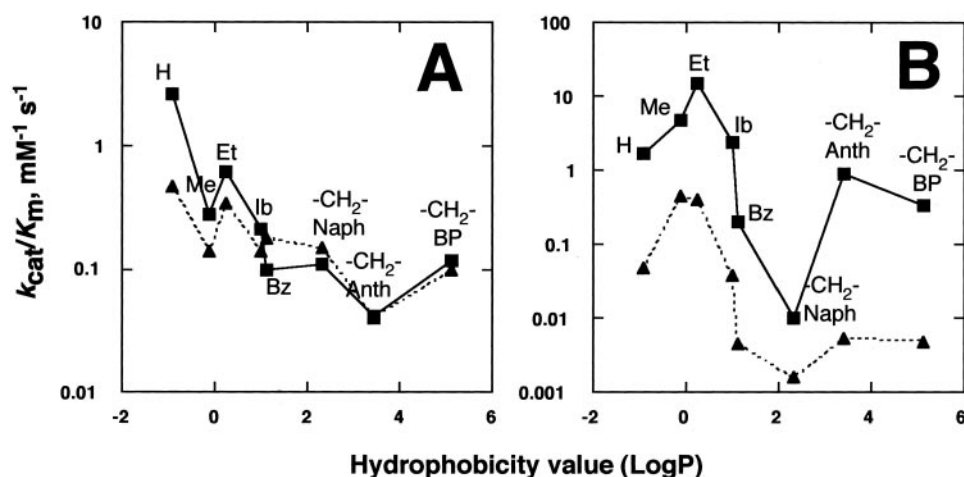 A
B
kcat/Km, mM-1 s-1
10
1
0.1
0.01
H
Me
Et
Ib
Bz
-CH2-
Naph
-CH2-
Anth
-CH2-
BP
-2
0
2
4
6
100
10
1
0.1
0.01
0.001
H
Me
Et
Ib
Bz
-CH2-
Naph
-CH2-
Anth
-CH2-
BP
-2
0
2
4
6
Hydrophobicity value (LogP)